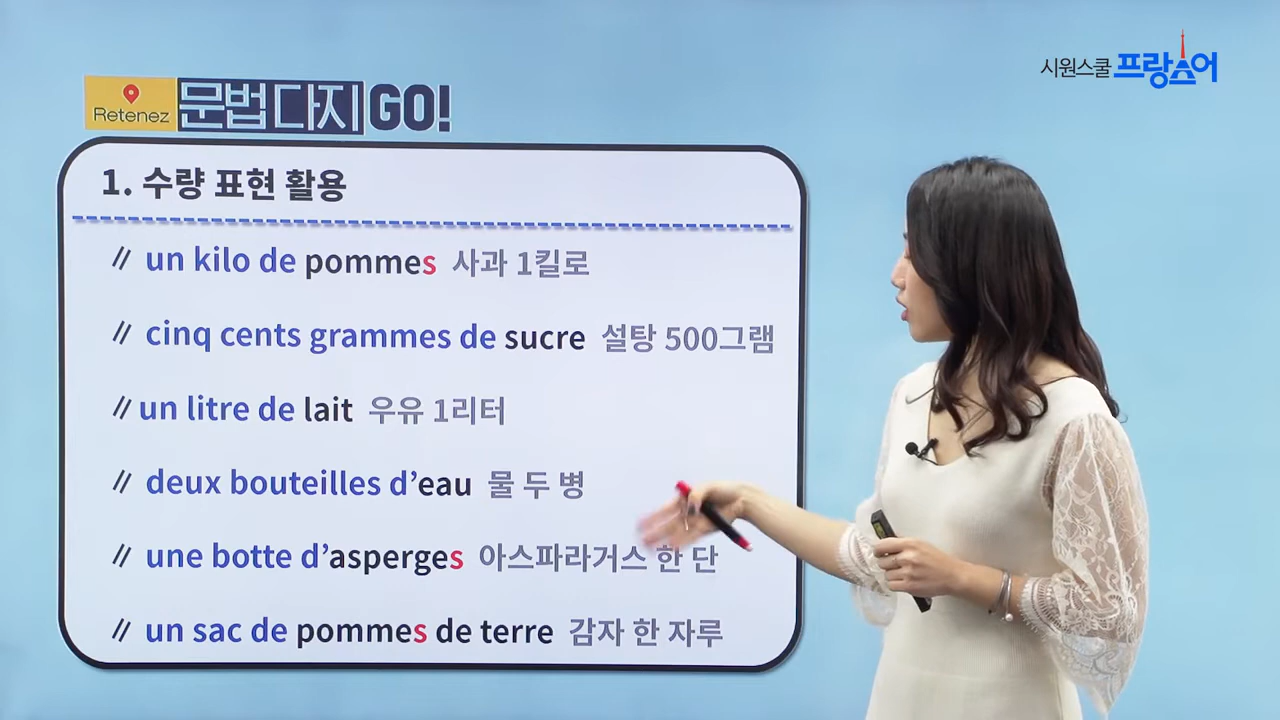 시원스쿨 프랑스어
Retenez 문법 다지 GO!
1. 수량 표현 활용
// un kilo de pommes 사과 1킬로
// cinq cents grammes de sucre 설탕 500그램
// un litre de lait 우유 1리터
// deux bouteilles d’eau 물 두 병
// une botte d’asperges 아스파라거스 한 단
// un sac de pommes de terre 감자 한 자루